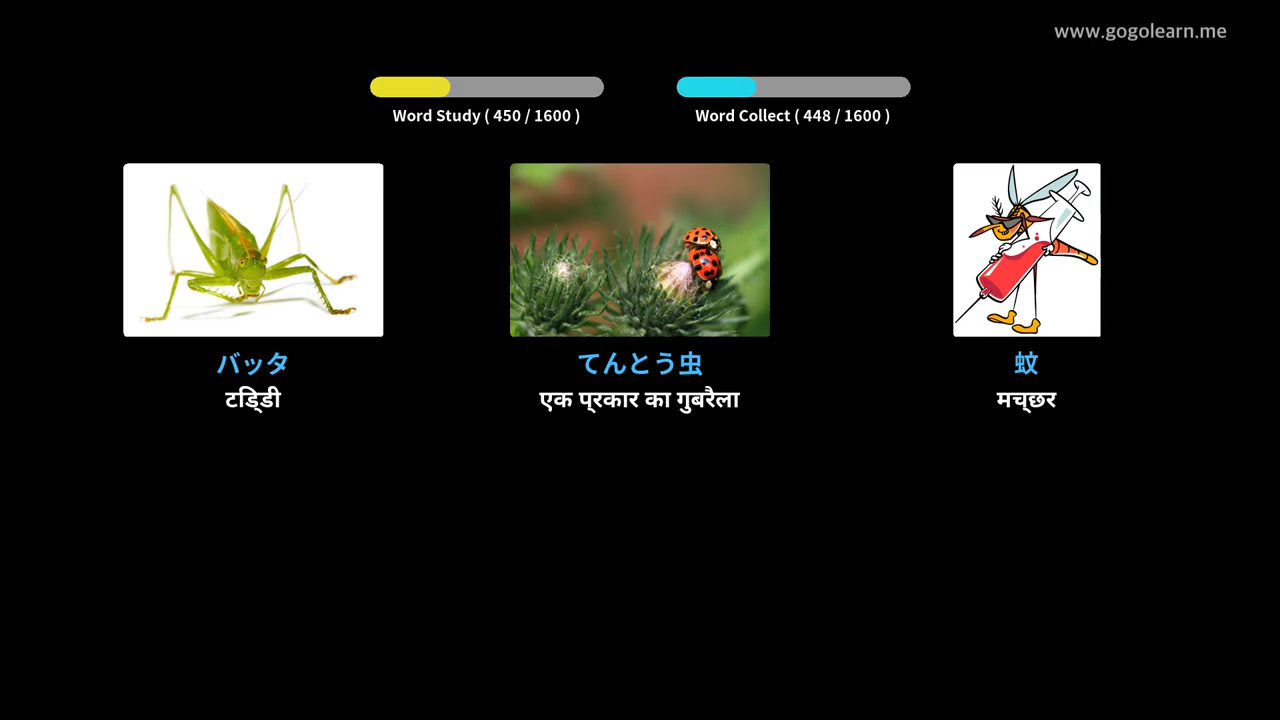 www.gogolearn.me
Word Study ( 450 / 1600 )
Word Collect ( 448 / 1600 )
バッタ
てんとう虫
蚊
टिड्डी
एक प्रकार का गुबरैला
मच्छर